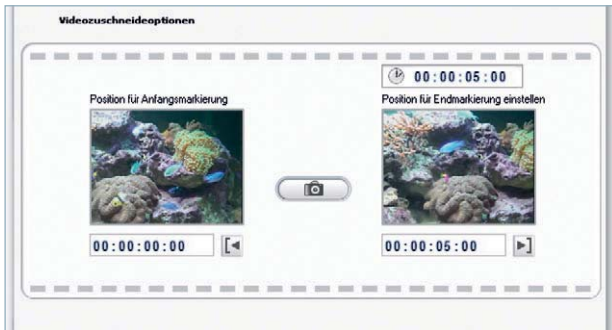 Videozuschneideoptionen
00:00:05:00
Position für Anfangsmarkierung
Position für Endmarkierung einstellen
00:00:00:00
00:00:05:00